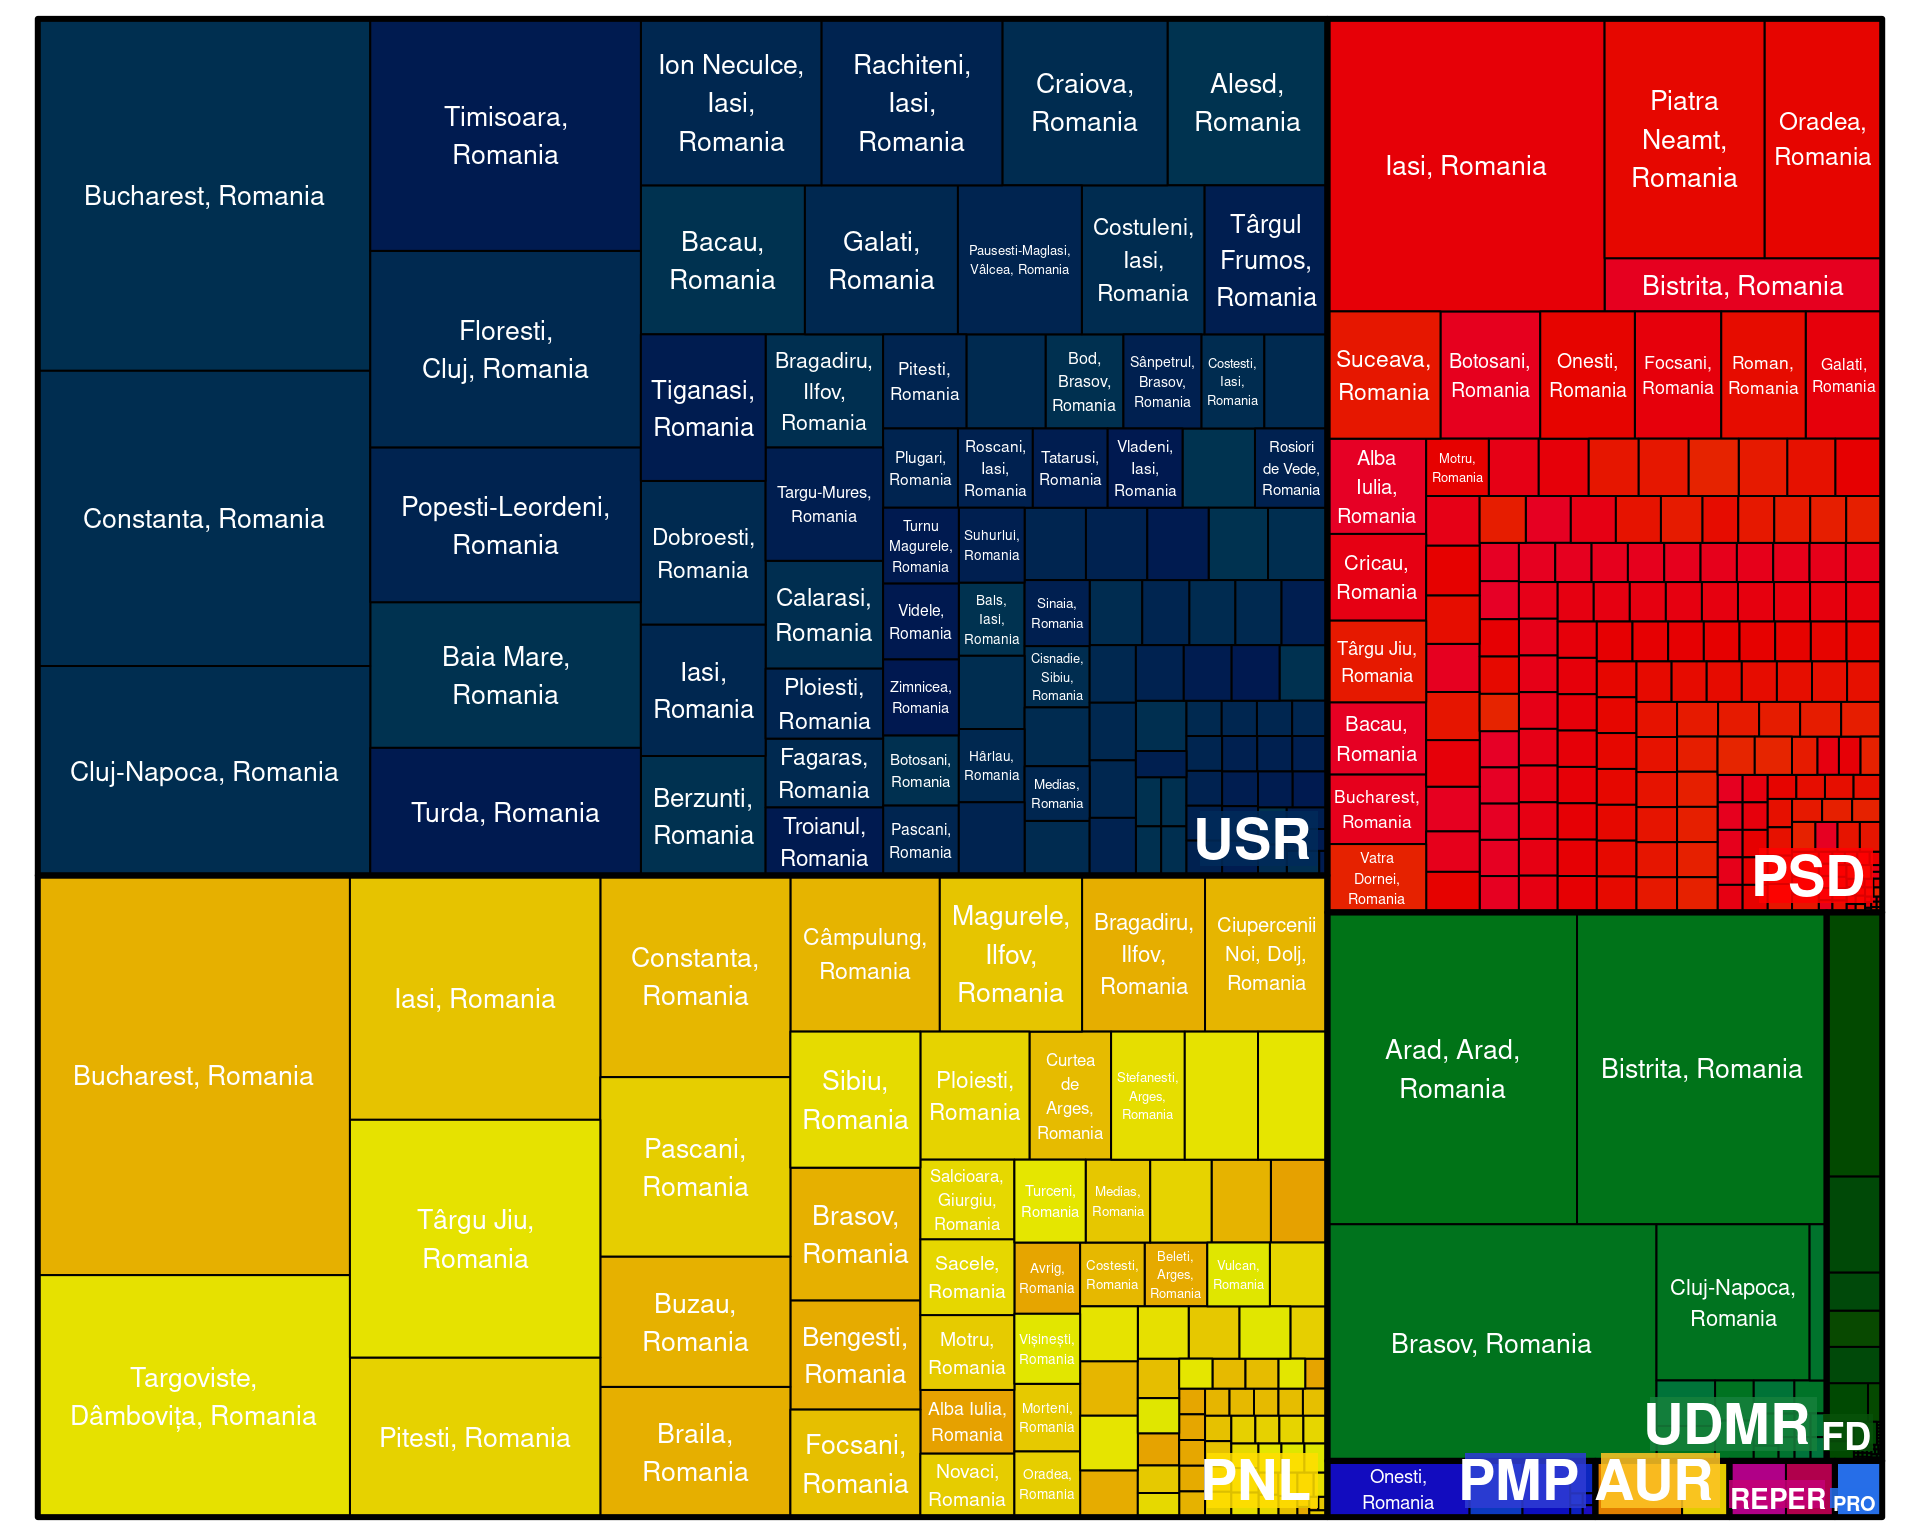 Bucharest, Romania
Constanta, Romania
Cluj-Napoca, Romania
Timisoara,
Romania
Floresti,
Cluj, Romania
Popesti-Leordeni,
Romania
Baia Mare,
Romania
Turda, Romania
Ion Neculce,
Iasi,
Romania
Rachiteni,
Iasi,
Romania
Craiova,
Romania
Alesd,
Romania
Bacau,
Romania
Galati,
Romania
Pausesti-Maglasi,
Vâlcea, Romania
Costuleni,
Iasi,
Romania
Târgul
Frumos,
Romania
Tiganasi,
Romania
Dobroesti,
Romania
Iasi,
Romania
Berzunti,
Romania
Bragadiru,
Ilfov,
Romania
Targu-Mures,
Romania
Calarasi,
Romania
Ploiesti,
Romania
Fagaras,
Romania
Troianul,
Romania
Pitesti,
Romania
Bod,
Brasov,
Romania
Sânpetrul,
Brasov,
Romania
Costesti,
Iasi,
Romania
Plugari,
Romania
Roscani,
Iasi,
Romania
Tatarusi,
Romania
Vladeni,
Iasi,
Romania
Rosiori
de Vede,
Romania
Turnu
Magurele,
Romania
Videle,
Romania
Zimnicea,
Romania
Botosani,
Romania
Pascani,
Romania
Suhurlui,
Romania
Bals,
Iasi,
Romania
Hârlau,
Romania
Sinaia,
Romania
Cisnadie,
Sibiu,
Romania
Medias,
Romania
USR
Iasi, Romania
Piatra
Neamt,
Romania
Oradea,
Romania
Bistrita, Romania
Suceava,
Romania
Botosani,
Romania
Onesti,
Romania
Focsani,
Romania
Roman,
Romania
Galati,
Romania
Alba
Iulia,
Romania
Motru,
Romania
Cricau,
Romania
Târgu Jiu,
Romania
Bacau,
Romania
Bucharest,
Romania
Vatra
Dornei,
Romania
PSD
Bucharest, Romania
Targoviste,
Dâmbovița, Romania
Iasi, Romania
Târgu Jiu,
Romania
Pitesti, Romania
Constanta,
Romania
Pascani,
Romania
Buzau,
Romania
Braila,
Romania
Câmpulung,
Romania
Magurele,
Ilfov,
Romania
Bragadiru,
Ilfov,
Romania
Ciupercenii
Noi, Dolj,
Romania
Sibiu,
Romania
Brasov,
Romania
Bengesti,
Romania
Focsani,
Romania
Ploiesti,
Romania
Curtea
de
Arges,
Romania
Stefanesti,
Arges,
Romania
Salcioara,
Giurgiu,
Romania
Turceni,
Romania
Medias,
Romania
Sacele,
Romania
Avrig,
Romania
Costesti,
Romania
Beleti,
Arges,
Romania
Vulcan,
Romania
Motru,
Romania
Vișinești,
Romania
Alba Iulia,
Romania
Morteni,
Romania
Novaci,
Romania
Oradea,
Romania
PNL
Arad, Arad,
Romania
Bistrita, Romania
Brasov, Romania
Cluj-Napoca,
Romania
UDMR
FD
Onesti,
Romania
PMP
AUR
REPER
PRO